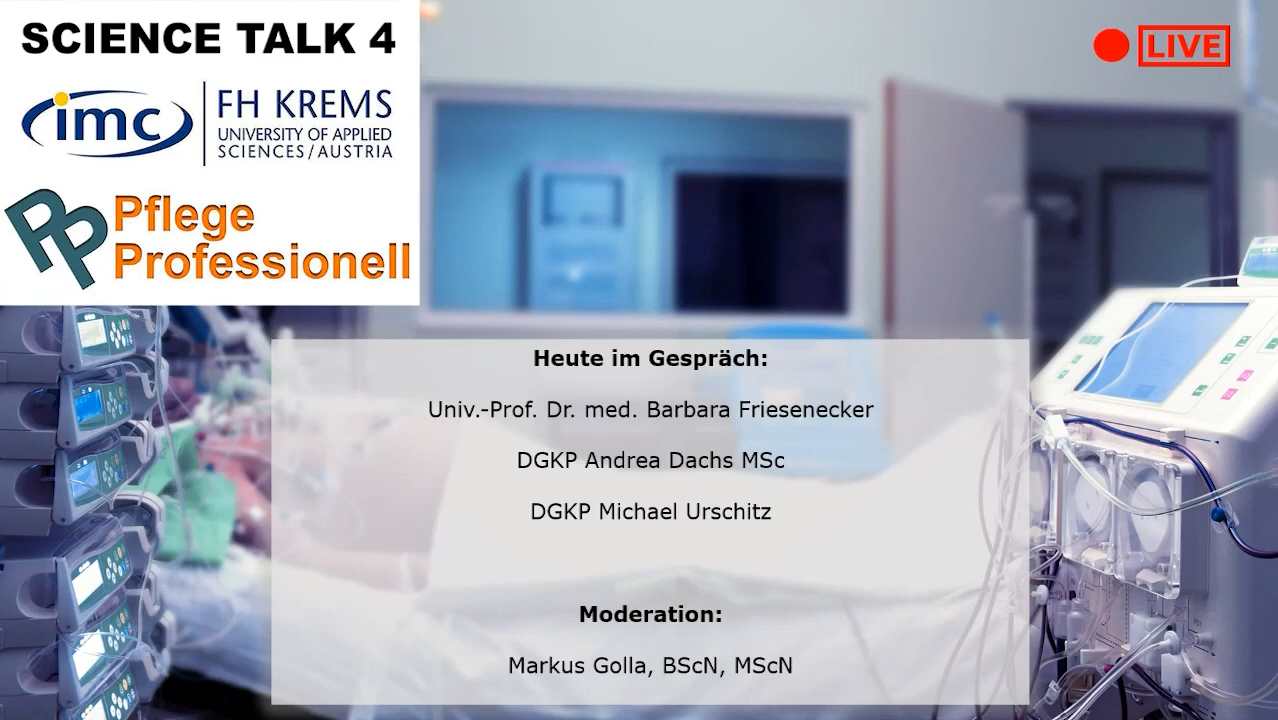 SCIENCE TALK 4
LIVE
imc
FH KREMS
UNIVERSITY OF APPLIED
SCIENCES / AUSTRIA
PP
Pflege
Professionell
Heute im Gespräch:
Univ.-Prof. Dr. med. Barbara Friesenecker
DGKP Andrea Dachs MSc
DGKP Michael Urschitz
Moderation:
Markus Golla, BScN, MScN